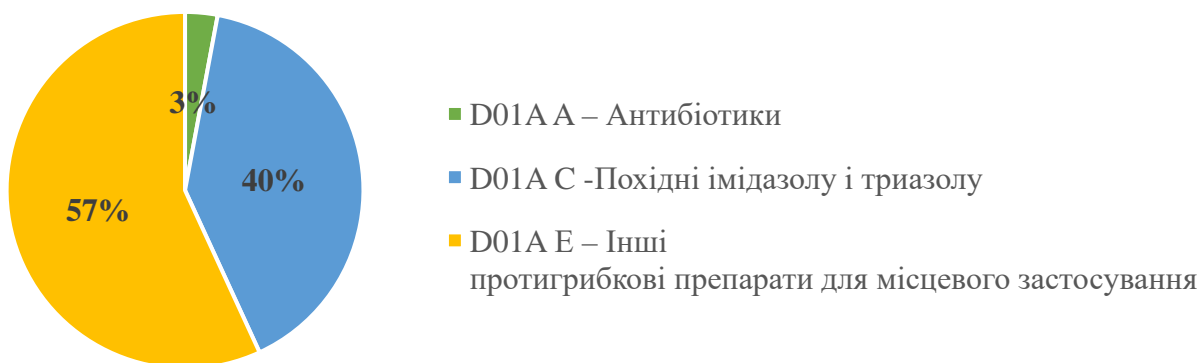 3%
40%
57%
D01A A – Антибіотики
D01A C -Похідні імідазолу і триазолу
D01A E – Інші
протигрибкові препарати для місцевого застосування